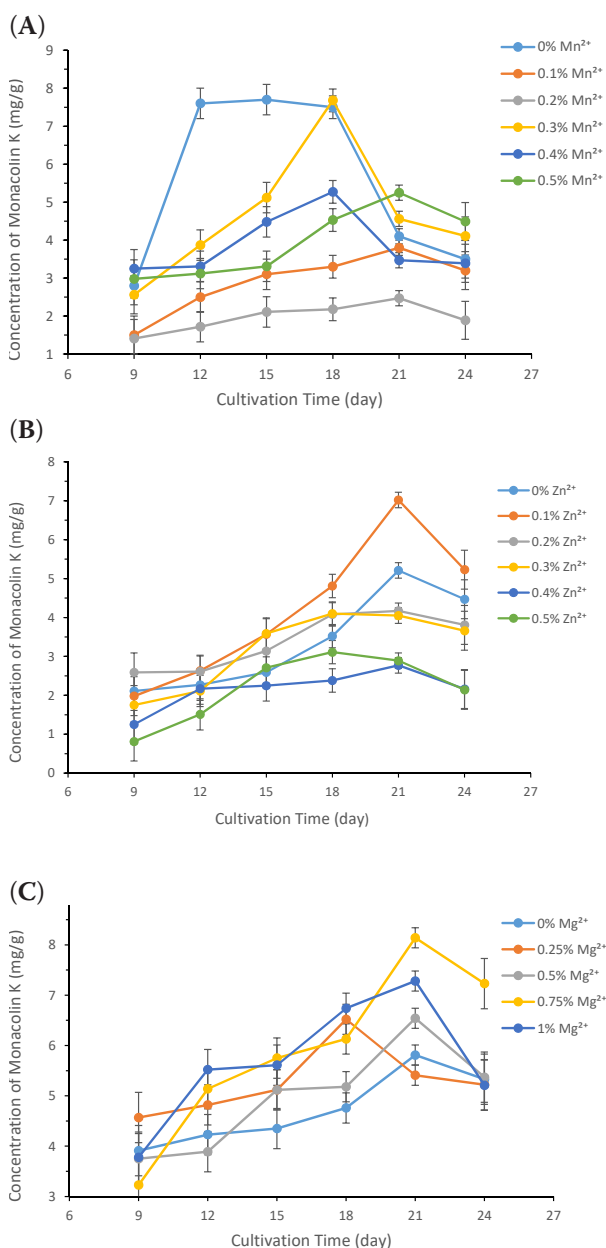 (A)
Concentration of Monacolin K (mg/g)
9
8
7
6
5
4
3
2
1
6
9
12
15
18
21
24
27
Cultivation Time (day)
0% Mn²⁺
0.1% Mn²⁺
0.2% Mn²⁺
0.3% Mn²⁺
0.4% Mn²⁺
0.5% Mn²⁺
(B)
Concentration of Monacolin K (mg/g)
8
7
6
5
4
3
2
1
0
6
9
12
15
18
21
24
27
Cultivation Time (day)
0% Zn²⁺
0.1% Zn²⁺
0.2% Zn²⁺
0.3% Zn²⁺
0.4% Zn²⁺
0.5% Zn²⁺
(C)
Concentration of Monacolin K (mg/g)
8
7
6
5
4
3
6
9
12
15
18
21
24
27
Cultivation Time (day)
0% Mg²⁺
0.25% Mg²⁺
0.5% Mg²⁺
0.75% Mg²⁺
1% Mg²⁺